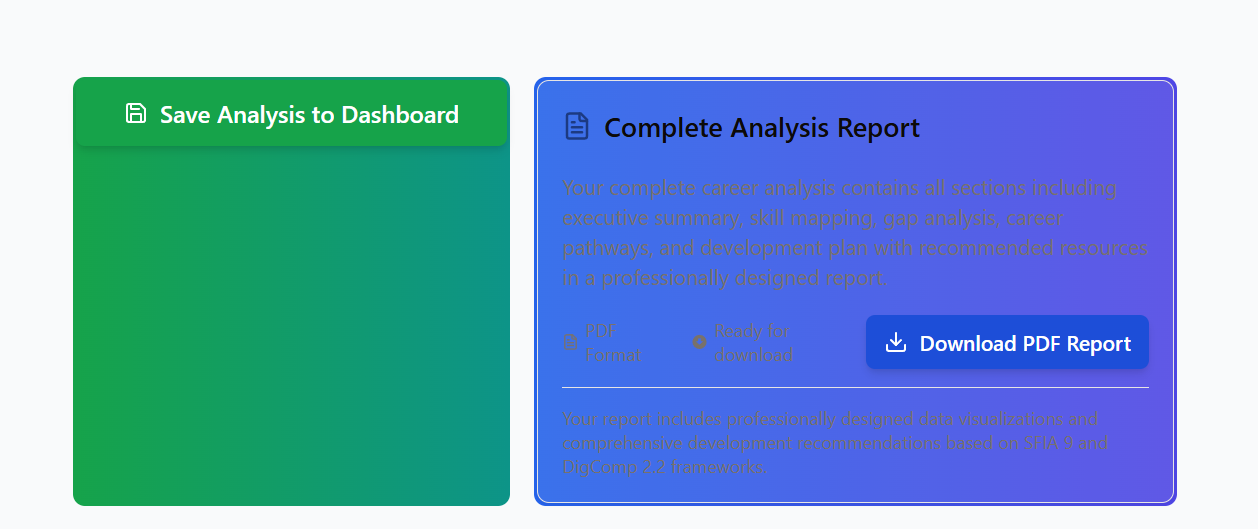 Save Analysis to Dashboard
Complete Analysis Report
Your complete career analysis contains all sections including
executive summary, skill mapping, gap analysis, career
pathways, and development plan with recommended resources
in a professionally designed report.
PDF
Format
Ready for
download
Download PDF Report
Your report includes professionally designed data visualizations and
comprehensive development recommendations based on SFIA 9 and
DigComp 2.2 frameworks.